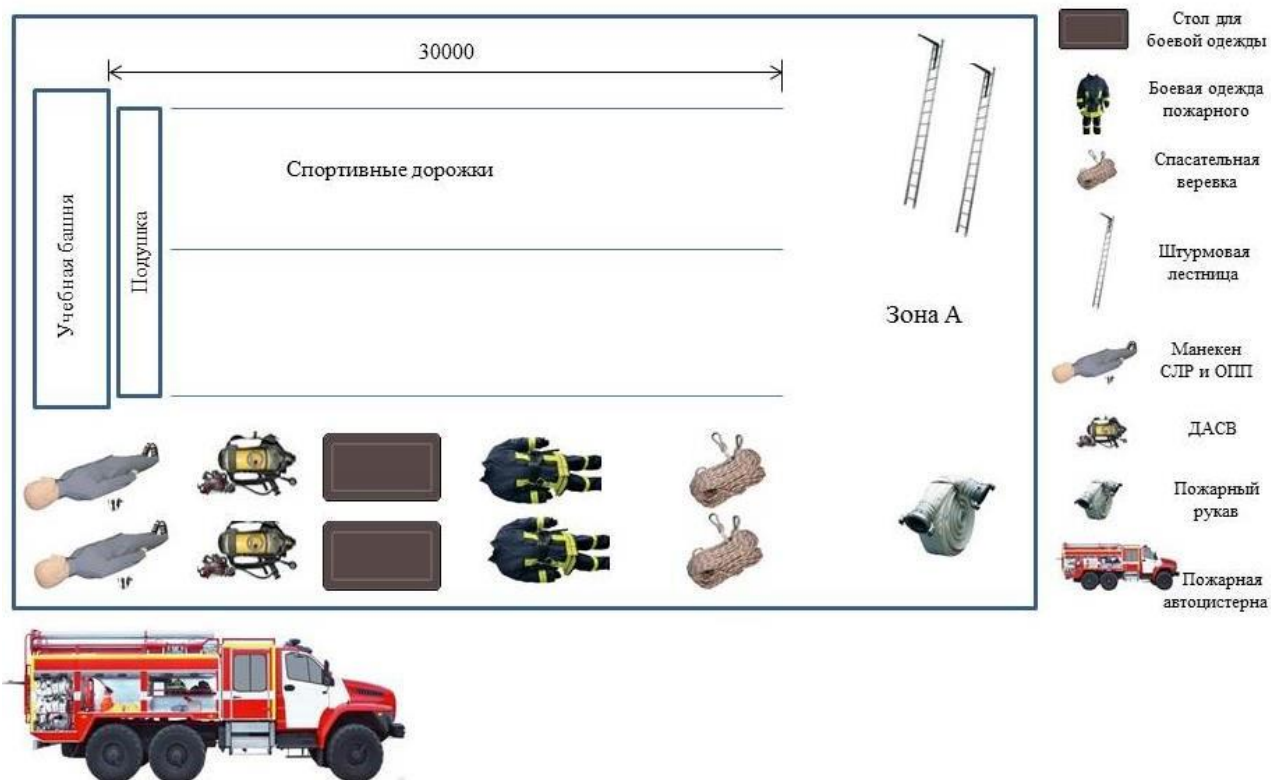 30000
Учебная башня
Подушка
Спортивные дорожки
Зона А
Стол для
боевой одежды
Боевая одежда
пожарного
Спасательная
веревка
Штурмовая
лестница
Манекен
СЛР и ОПП
ДАСВ
Пожарный
рукав
Пожарная
автоцистерна